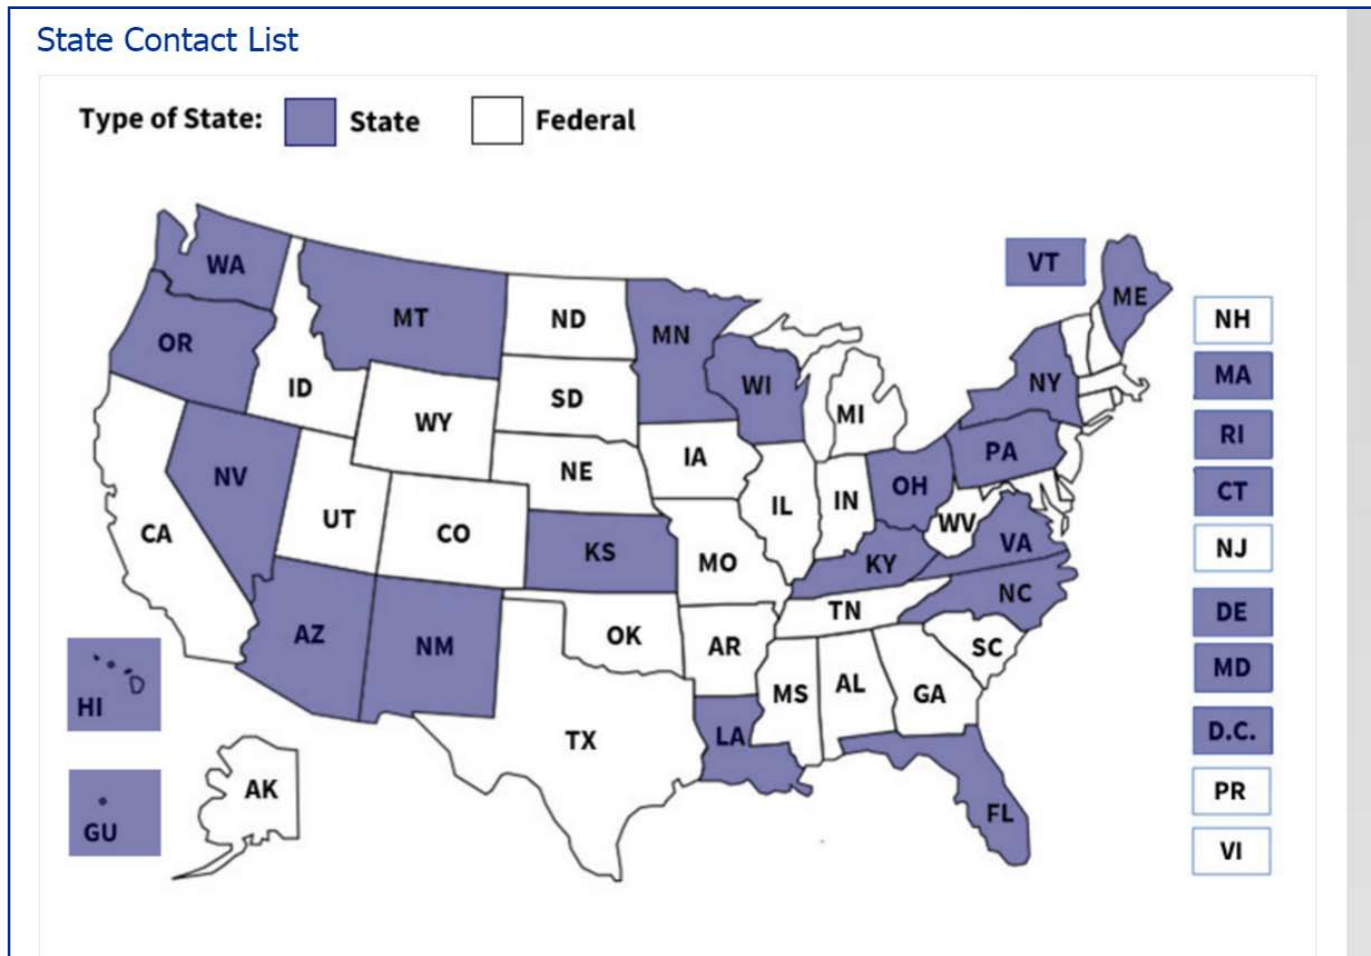 State Contact List
Type of State: State Federal
WA
MT
ND
MN
VT
ME
NH
OR
ID
WY
SD
WI
MI
NY
MA
NV
UT
CO
NE
IA
IL
IN
OH
PA
RI
CT
CA
KS
MO
KY
WV
VA
NJ
AZ
NM
OK
AR
TN
NC
DE
SC
MD
HI
TX
LA
MS
AL
GA
D.C.
AK
FL
PR
GU
VI